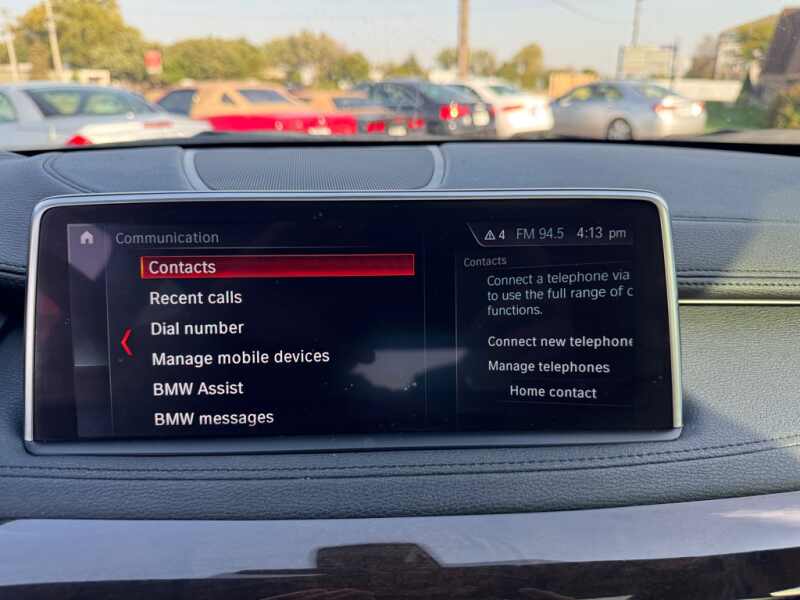 Communication
4 FM 94.5 4:13 pm
Contacts
Recent calls
Dial number
Manage mobile devices
BMW Assist
BMW messages
Contacts
Connect a telephone via
to use the full range of c
functions.
Connect new telephone
Manage telephones
Home contact